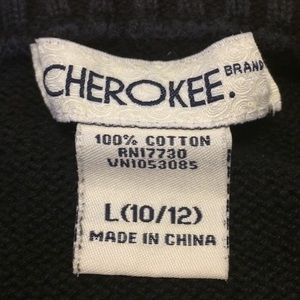 CHEROKEE. BRAND
100% COTTON
RN17730
VN1053085
L(10/12)
MADE IN CHINA